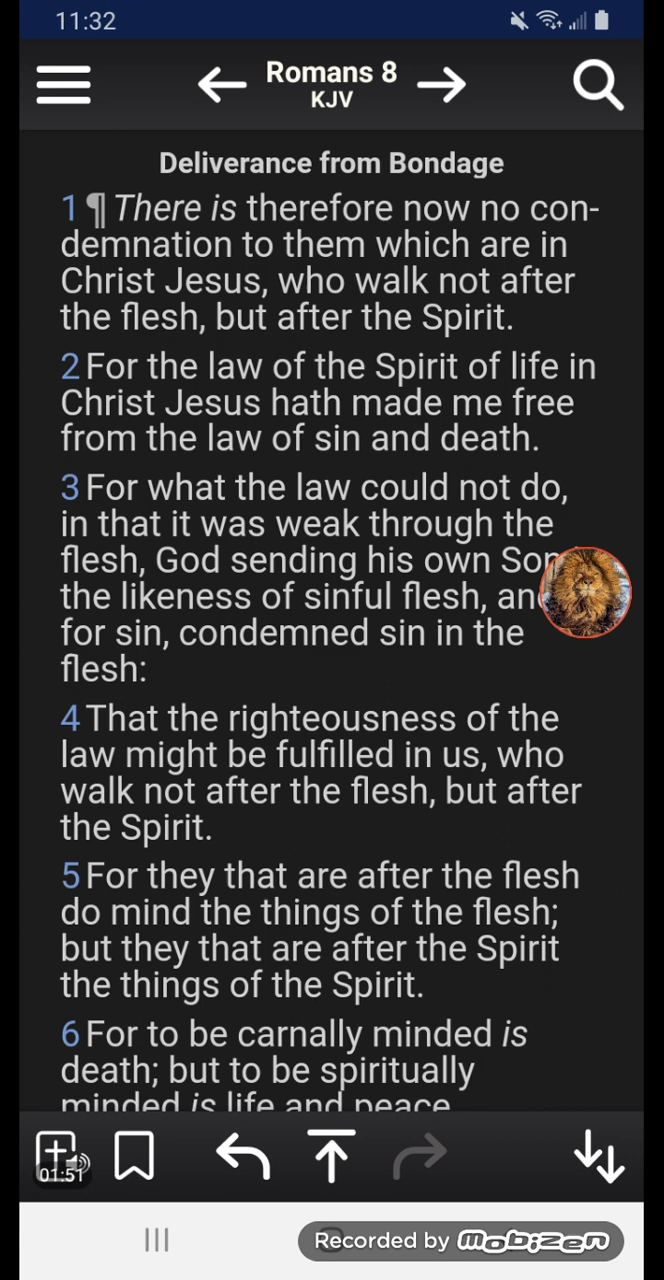 11:32
Romans 8
KJV
Deliverance from Bondage
1 ¶ There is therefore now no con-
demnation to them which are in
Christ Jesus, who walk not after
the flesh, but after the Spirit.
2 For the law of the Spirit of life in
Christ Jesus hath made me free
from the law of sin and death.
3 For what the law could not do,
in that it was weak through the
flesh, God sending his own Son
the likeness of sinful flesh, and
for sin, condemned sin in the
flesh:
4 That the righteousness of the
law might be fulfilled in us, who
walk not after the flesh, but after
the Spirit.
5 For they that are after the flesh
do mind the things of the flesh;
but they that are after the Spirit
the things of the Spirit.
6 For to be carnally minded is
death; but to be spiritually
minded is life and peace
01:51
Recorded by mobizen